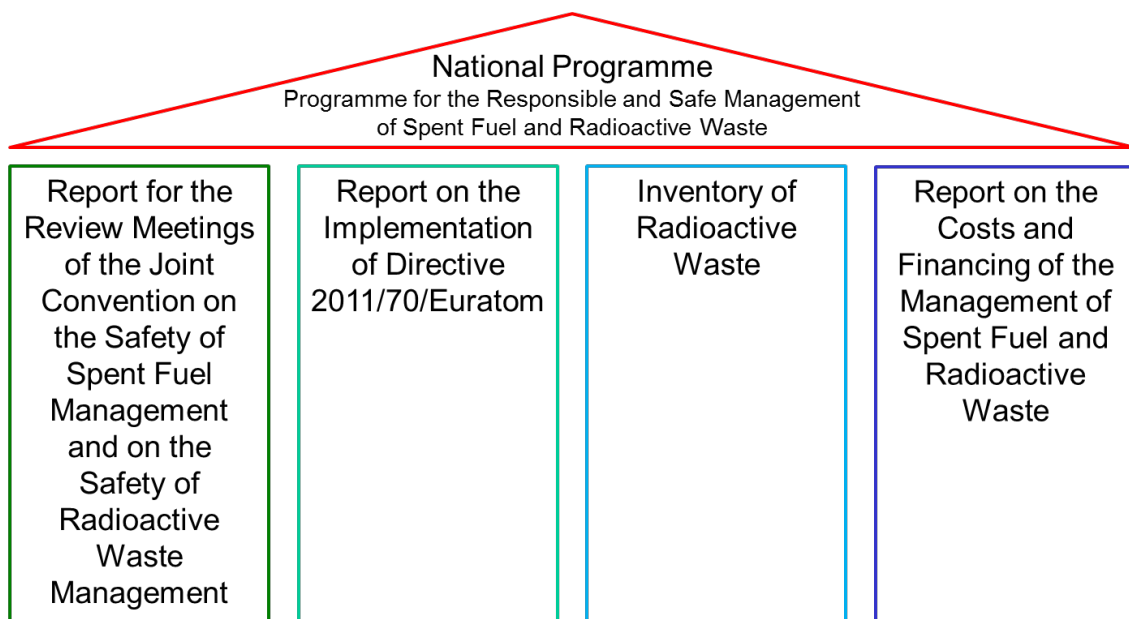 National Programme
Programme for the Responsible and Safe Management
of Spent Fuel and Radioactive Waste
Report for the
Review Meetings
of the Joint
Convention on
the Safety of
Spent Fuel
Management
and on the
Safety of
Radioactive
Waste
Management
Report on the
Implementation
of Directive
2011/70/Euratom
Inventory of
Radioactive
Waste
Report on the
Costs and
Financing of the
Management of
Spent Fuel and
Radioactive
Waste